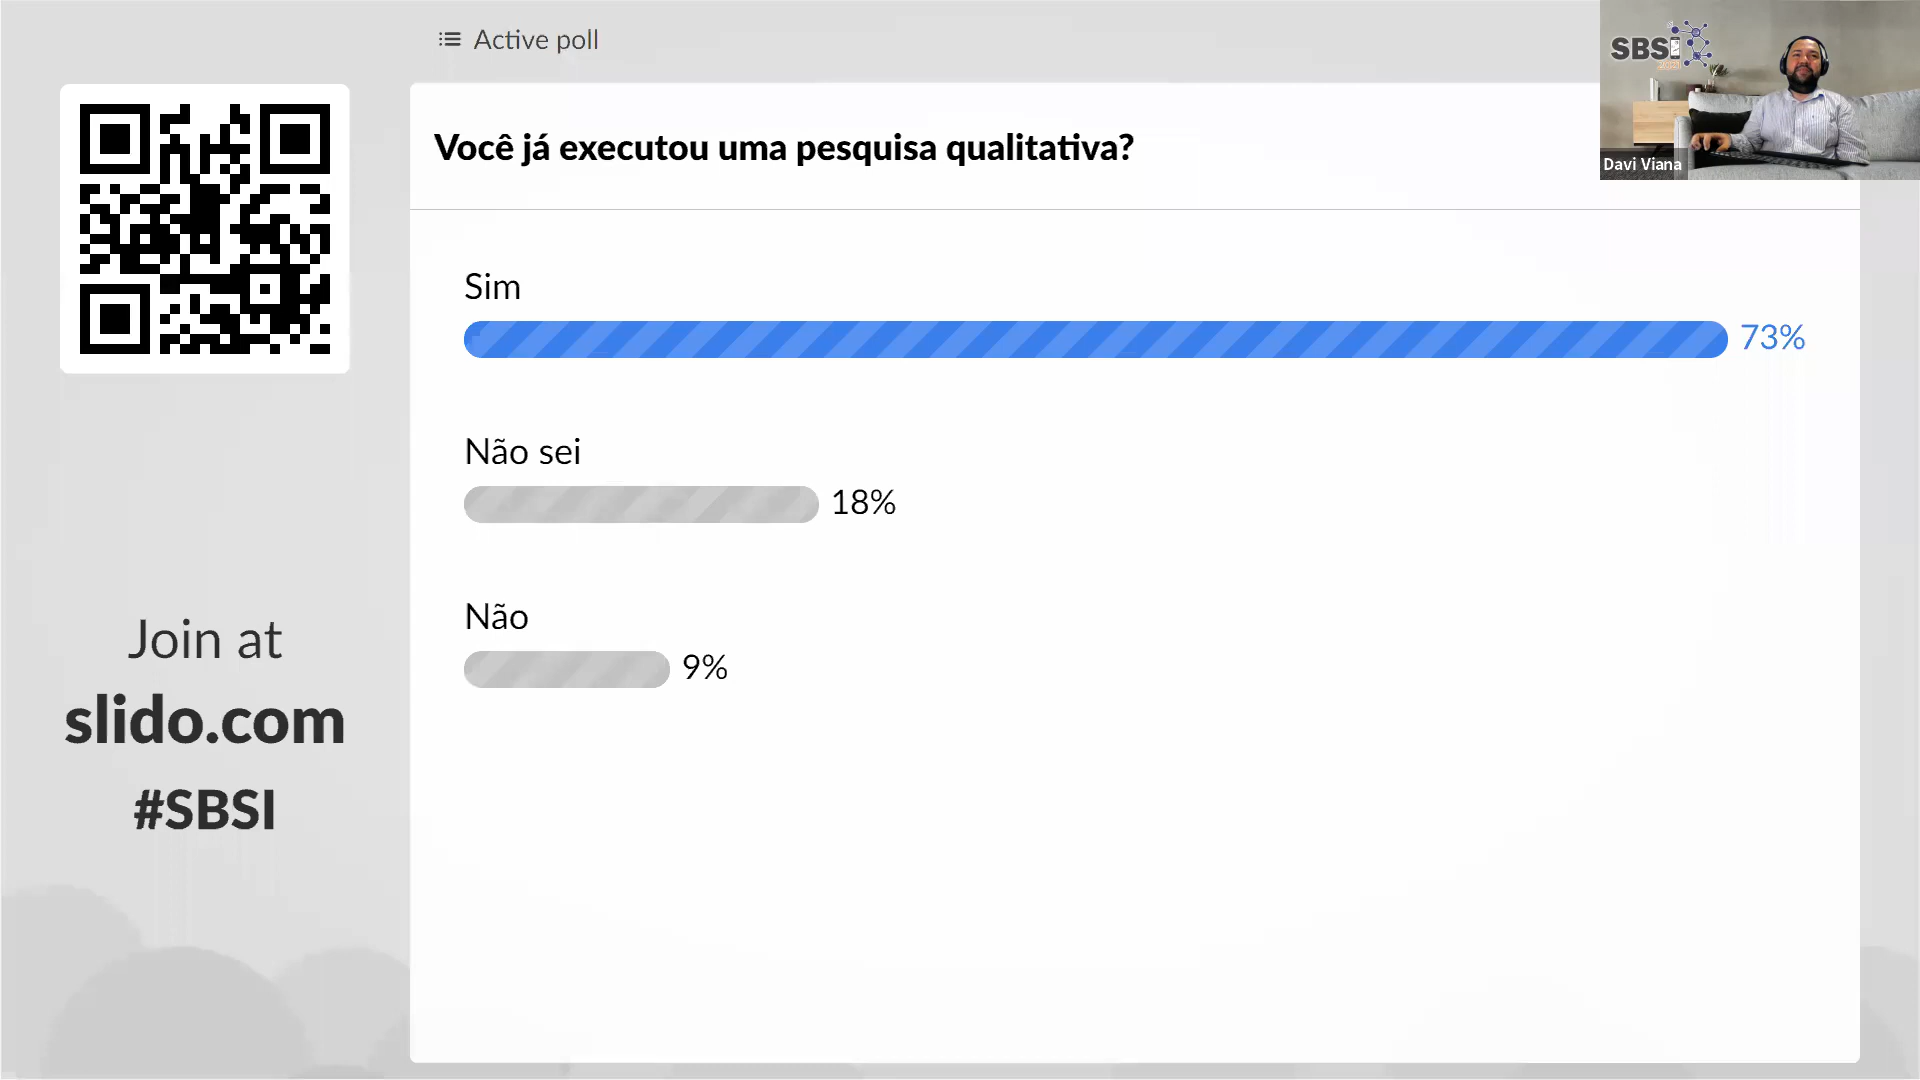 Active poll
SBSI
Davi Viana
Você já executou uma pesquisa qualitativa?
Sim
73%
Não sei
18%
Não
9%
Join at
slido.com
#SBSI